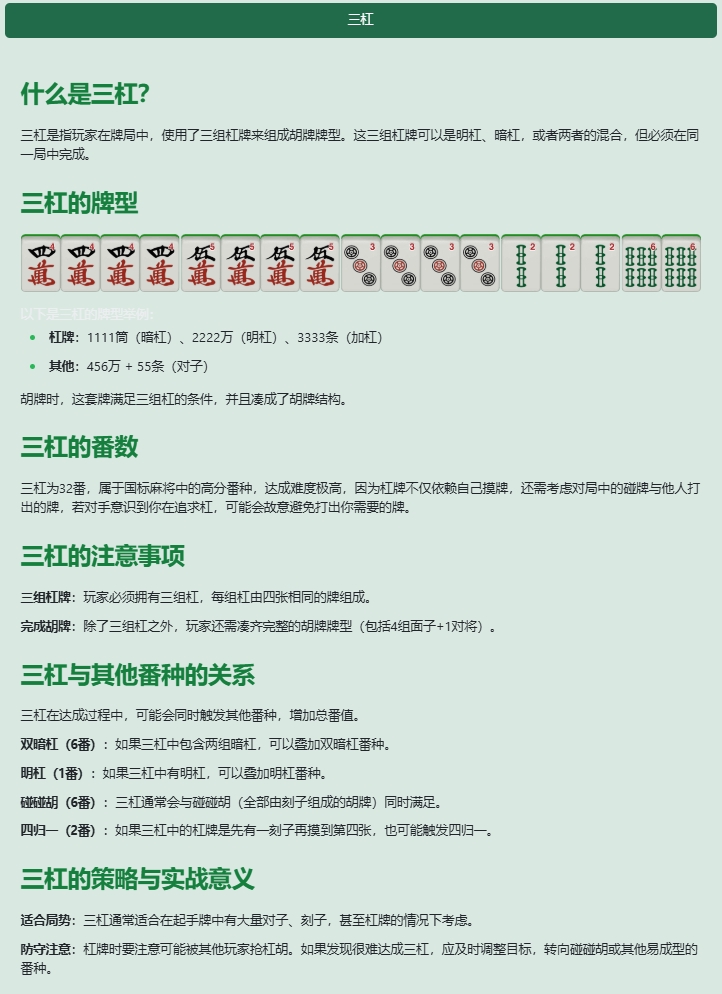 三杠
什么是三杠？
三杠是指玩家在牌局中，使用了三组杠牌来组成胡牌牌型。这三组杠牌可以是明杠、暗杠，或者两者的混合，但必须在同
一局中完成。
三杠的牌型
4 4 4 4 5 5 5 5 3 3 3 3 2 2 2 6 6
四萬 四萬 四萬 四萬 伍萬 伍萬 伍萬 伍萬
以下是三杠的牌型举例：
杠牌：1111筒（暗杠）、2222万（明杠）、3333条（加杠）
其他：456万 + 55条（对子）
胡牌时，这套牌满足三组杠的条件，并且凑成了胡牌结构。
三杠的番数
三杠为32番，属于国标麻将中的高分番种，达成难度极高，因为杠牌不仅依赖自己摸牌，还需考虑对局中的碰牌与他人打
出的牌，若对手意识到你在追求杠，可能会故意避免打出你需要的牌。
三杠的注意事项
三组杠牌：玩家必须拥有三组杠，每组杠由四张相同的牌组成。
完成胡牌：除了三组杠之外，玩家还需凑齐完整的胡牌牌型（包括4组面子+1对将）。
三杠与其他番种的关系
三杠在达成过程中，可能会同时触发其他番种，增加总番值。
双暗杠（6番）：如果三杠中包含两组暗杠，可以叠加双暗杠番种。
明杠（1番）：如果三杠中有明杠，可以叠加明杠番种。
碰碰胡（6番）：三杠通常会与碰碰胡（全部由刻子组成的胡牌）同时满足。
四归一（2番）：如果三杠中的杠牌是先有一刻子再摸到第四张，也可能触发四归一。
三杠的策略与实战意义
适合局势：三杠通常适合在起手牌中有大量对子、刻子，甚至杠牌的情况下考虑。
防守注意：杠牌时要注意可能被其他玩家抢杠胡。如果发现很难达成三杠，应及时调整目标，转向碰碰胡或其他易成型的
番种。